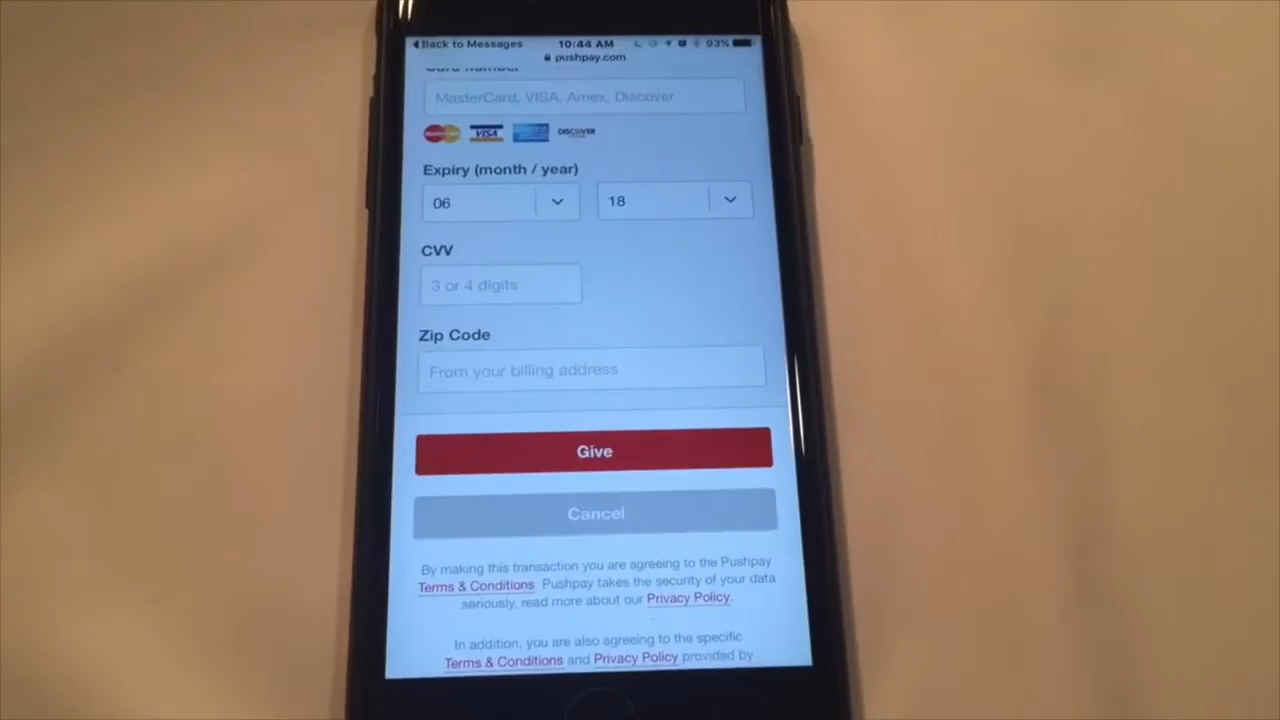 Back to Messages 10:44 AM 93%
pushpay.com
Card number
MasterCard, VISA, Amex, Discover
MasterCard VISA DISCOVER
Expiry (month / year)
06 18
CVV
3 or 4 digits
Zip Code
From your billing address
Give
Cancel
By making this transaction you are agreeing to the Pushpay
Terms & Conditions. Pushpay takes the security of your data
seriously, read more about our Privacy Policy.
In addition, you are also agreeing to the specific
Terms & Conditions and Privacy Policy provided by